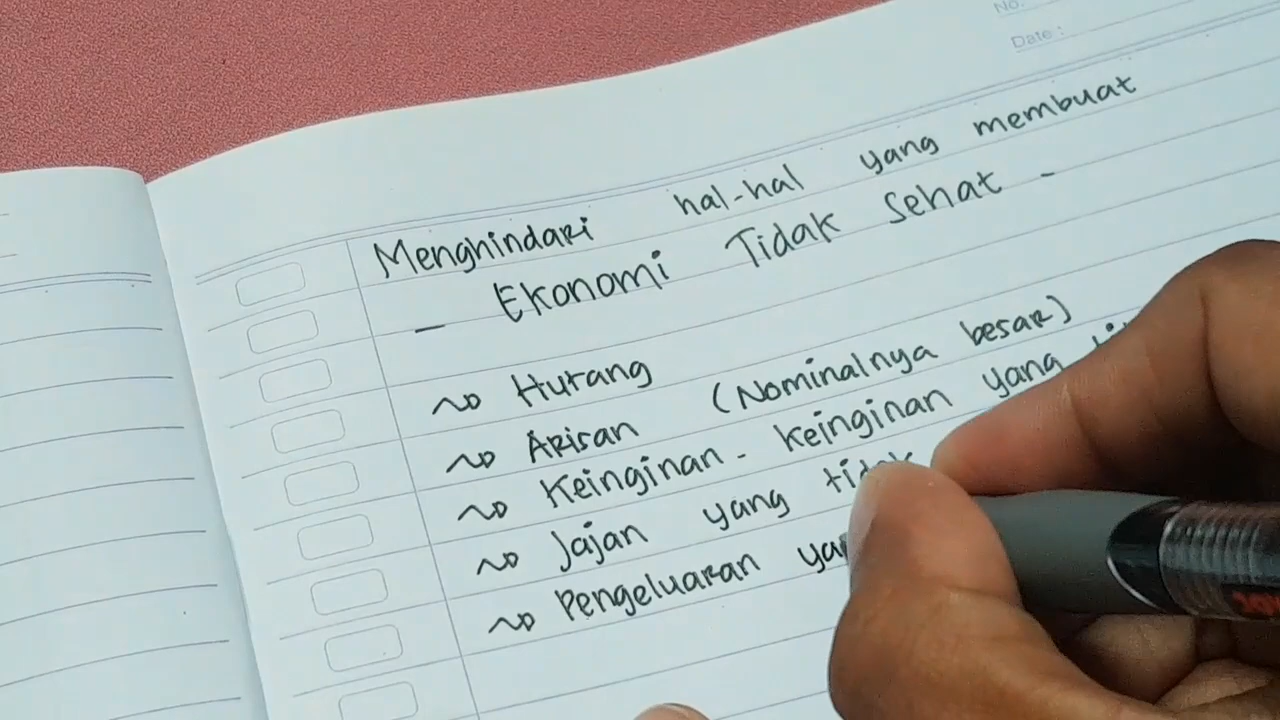 No.
Date :
Menghindari hal-hal yang membuat
- Ekonomi Tidak Sehat -
~> Hutang
~> Arisan (Nominalnya besar)
~> Keinginan - keinginan yang
~> Jajan yang tidak
~> Pengeluaran